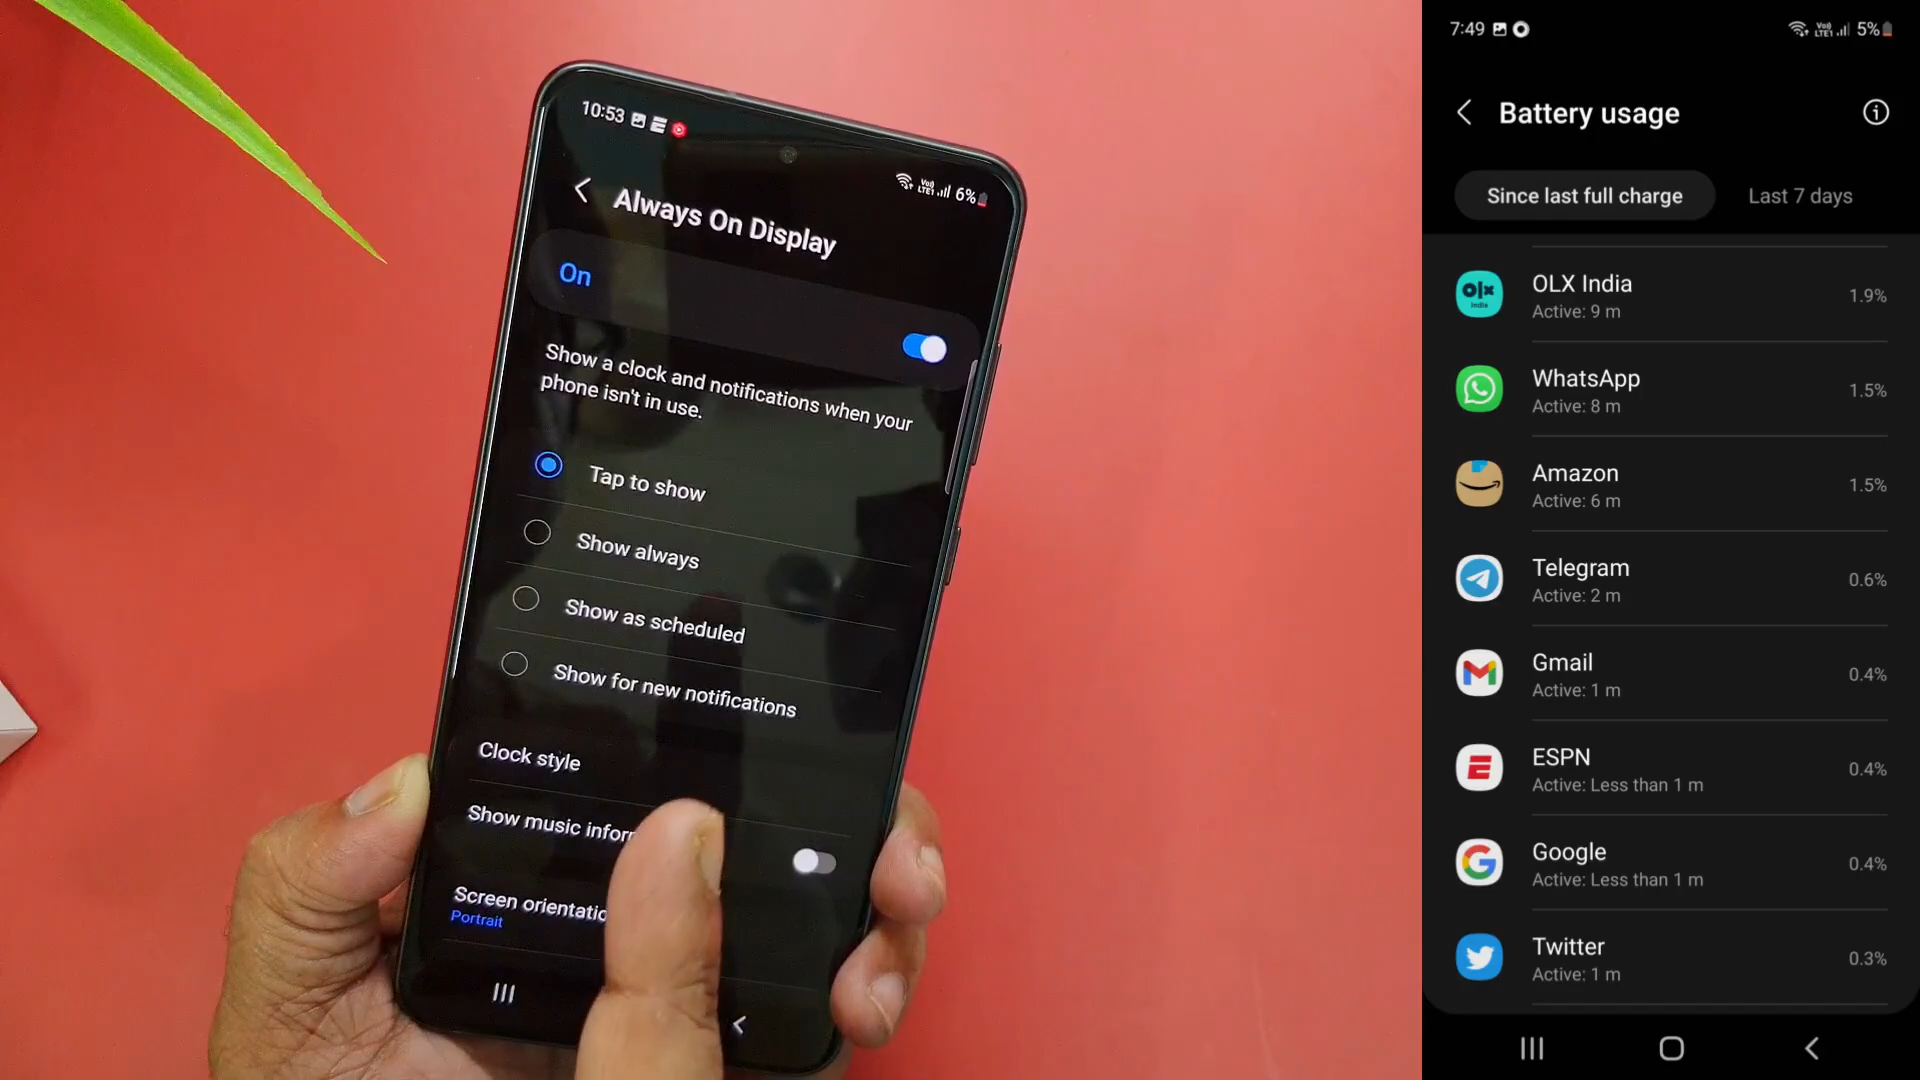 10:53
6%
Always On Display
On
Show a clock and notifications when your
phone isn't in use.
Tap to show
Show always
Show as scheduled
Show for new notifications
Clock style
Show music inform
Screen orientatio
Portrait
7:49
5%
Battery usage
Since last full charge
Last 7 days
OLX India
1.9%
Active: 9 m
WhatsApp
1.5%
Active: 8 m
Amazon
1.5%
Active: 6 m
Telegram
0.6%
Active: 2 m
Gmail
0.4%
Active: 1 m
ESPN
0.4%
Active: Less than 1 m
Google
0.4%
Active: Less than 1 m
Twitter
0.3%
Active: 1 m